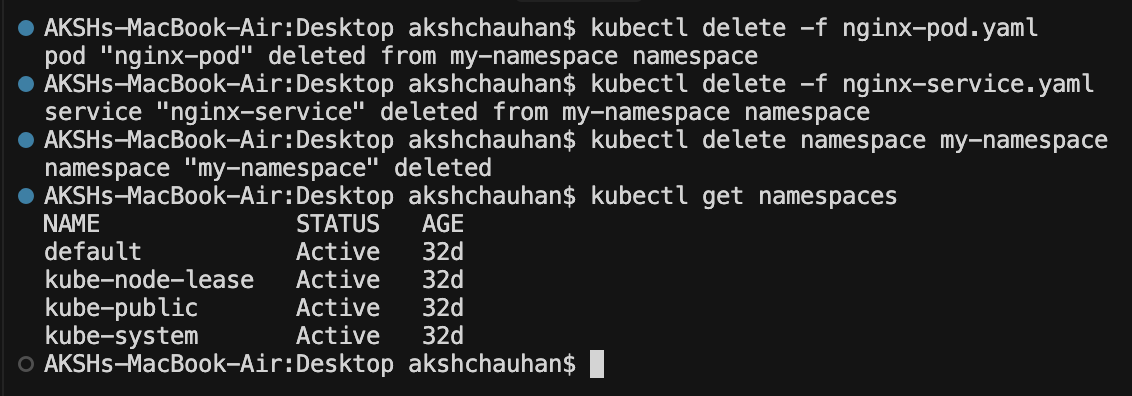 AKSHs-MacBook-Air:Desktop akshchauhan$ kubectl delete -f nginx-pod.yaml
pod "nginx-pod" deleted from my-namespace namespace
AKSHs-MacBook-Air:Desktop akshchauhan$ kubectl delete -f nginx-service.yaml
service "nginx-service" deleted from my-namespace namespace
AKSHs-MacBook-Air:Desktop akshchauhan$ kubectl delete namespace my-namespace
namespace "my-namespace" deleted
AKSHs-MacBook-Air:Desktop akshchauhan$ kubectl get namespaces
NAME              STATUS   AGE
default           Active   32d
kube-node-lease   Active   32d
kube-public       Active   32d
kube-system       Active   32d
AKSHs-MacBook-Air:Desktop akshchauhan$